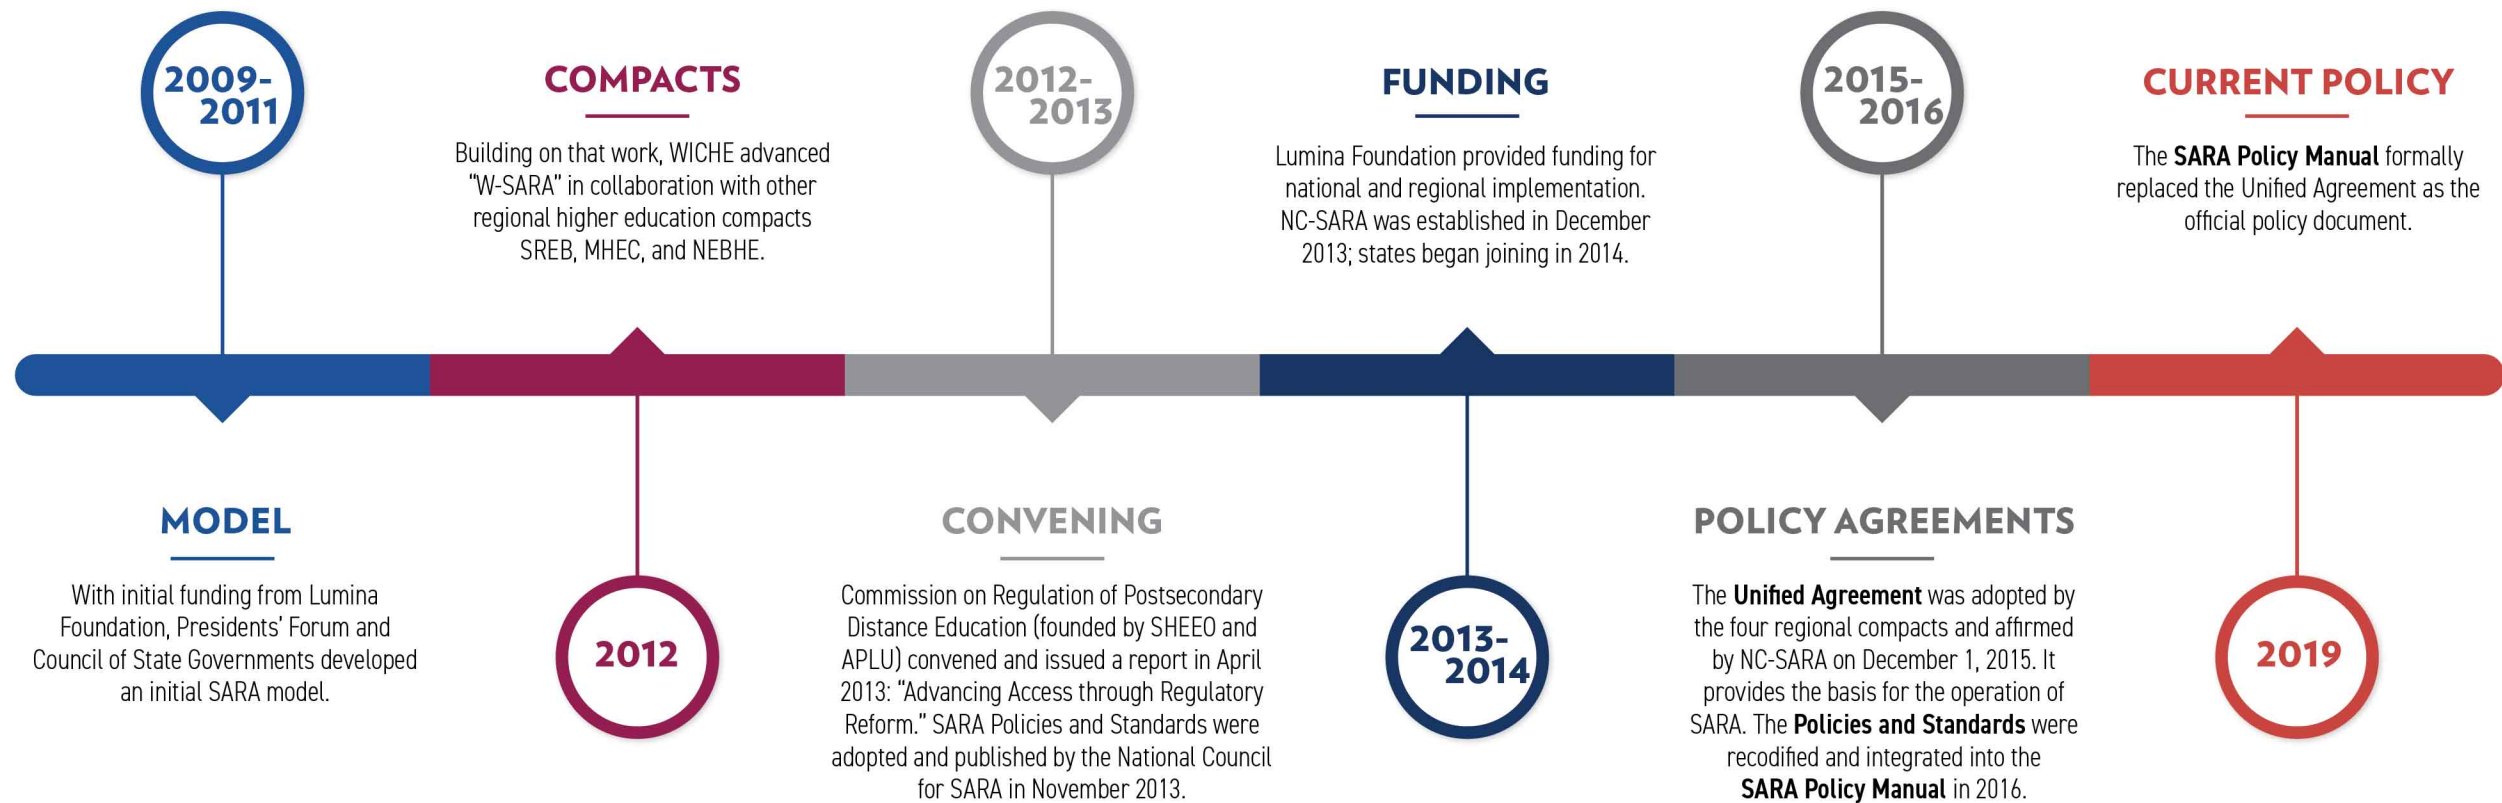 2009-
2011
MODEL
With initial funding from Lumina
Foundation, Presidents’ Forum and
Council of State Governments developed
an initial SARA model.
COMPACTS
Building on that work, WICHE advanced
“W-SARA” in collaboration with other
regional higher education compacts
SREB, MHEC, and NEBHE.
2012
2012-
2013
CONVENING
Commission on Regulation of Postsecondary
Distance Education (founded by SHEEO and
APLU) convened and issued a report in April
2013: “Advancing Access through Regulatory
Reform.” SARA Policies and Standards were
adopted and published by the National Council
for SARA in November 2013.
FUNDING
Lumina Foundation provided funding for
national and regional implementation.
NC-SARA was established in December
2013; states began joining in 2014.
2013-
2014
2015-
2016
POLICY AGREEMENTS
The Unified Agreement was adopted by
the four regional compacts and affirmed
by NC-SARA on December 1, 2015. It
provides the basis for the operation of
SARA. The Policies and Standards were
recodified and integrated into the
SARA Policy Manual in 2016.
CURRENT POLICY
The SARA Policy Manual formally
replaced the Unified Agreement as the
official policy document.
2019